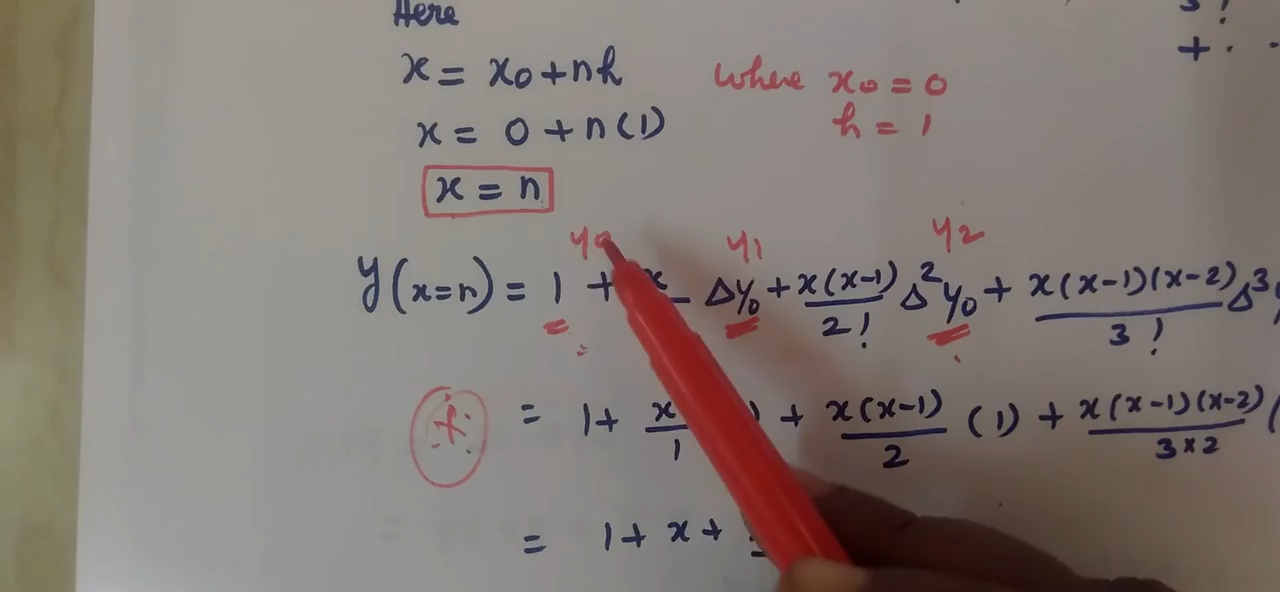 Here
3!
+ ·
x = x0 + nh where x0 = 0
x = 0 + n(1) h = 1
x = n
y1 y2
y(x=n) = 1 + x Δy0 + x(x-1)/2! Δ²y0 + x(x-1)(x-2)/3! Δ³
= 1 + x/1 + x(x-1)/2 (1) + x(x-1)(x-2)/3×2 (
= 1 + x +